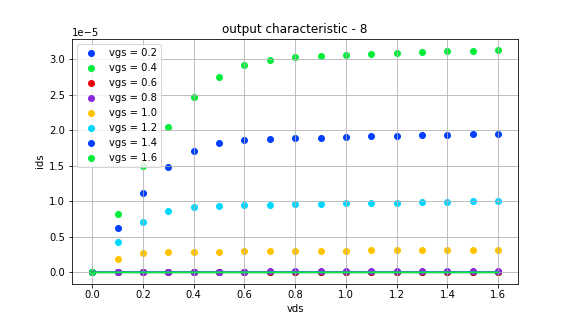 output characteristic - 8
1e−5
3.0
2.5
2.0
1.5
1.0
0.5
0.0
ids
vgs = 0.2
vgs = 0.4
vgs = 0.6
vgs = 0.8
vgs = 1.0
vgs = 1.2
vgs = 1.4
vgs = 1.6
0.0 0.2 0.4 0.6 0.8 1.0 1.2 1.4 1.6
vds